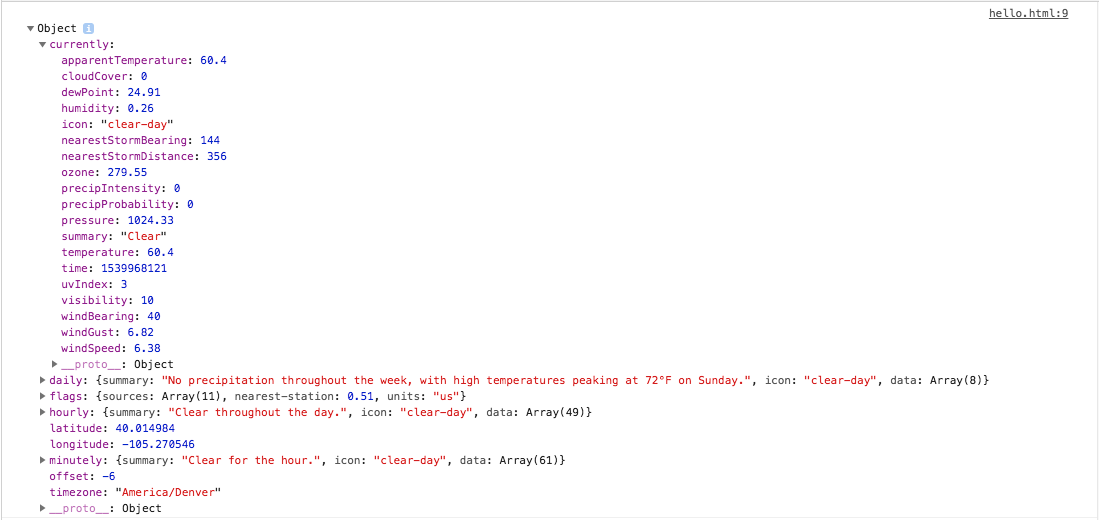 hello.html:9
Object i
currently:
apparentTemperature: 60.4
cloudCover: 0
dewPoint: 24.91
humidity: 0.26
icon: "clear-day"
nearestStormBearing: 144
nearestStormDistance: 356
ozone: 279.55
precipIntensity: 0
precipProbability: 0
pressure: 1024.33
summary: "Clear"
temperature: 60.4
time: 1539968121
uvIndex: 3
visibility: 10
windBearing: 40
windGust: 6.82
windSpeed: 6.38
__proto__: Object
daily: {summary: "No precipitation throughout the week, with high temperatures peaking at 72°F on Sunday.", icon: "clear-day", data: Array(8)}
flags: {sources: Array(11), nearest-station: 0.51, units: "us"}
hourly: {summary: "Clear throughout the day.", icon: "clear-day", data: Array(49)}
latitude: 40.014984
longitude: -105.270546
minutely: {summary: "Clear for the hour.", icon: "clear-day", data: Array(61)}
offset: -6
timezone: "America/Denver"
__proto__: Object